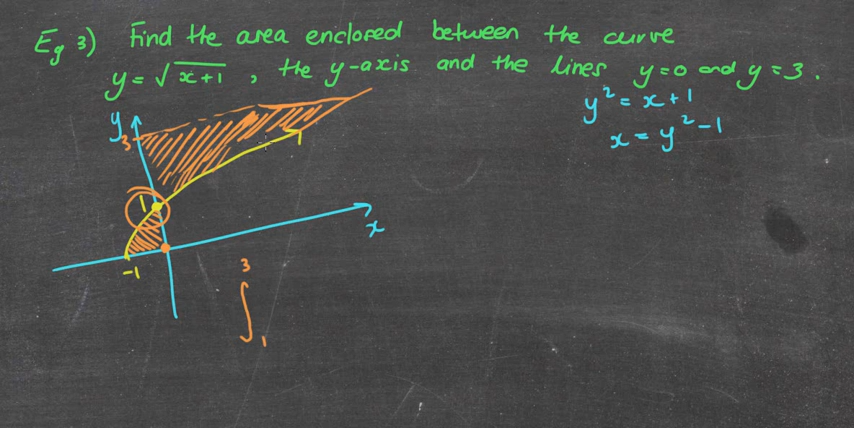 Eg 3) Find the area enclosed between the curve
y = √x+1 , the y-axis and the lines y=0 and y=3.
y² = x+1
x = y²-1
y
3
1
x
-1
3
∫
1